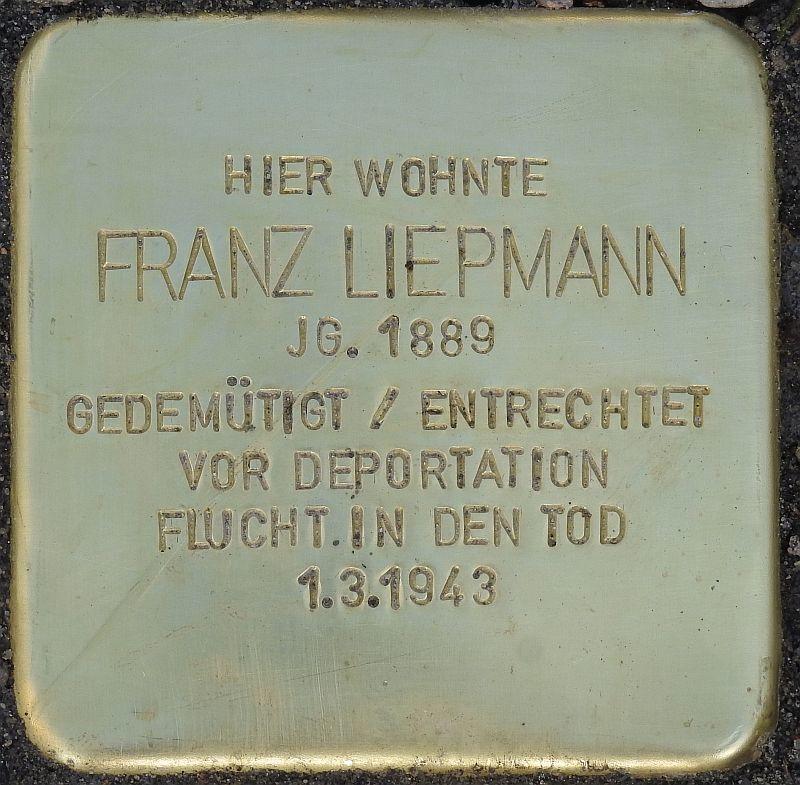 HIER WOHNTE
FRANZ LIEPMANN
JG. 1889
GEDEMÜTIGT / ENTRECHTET
VOR DEPORTATION
FLUCHT IN DEN TOD
1.3.1943